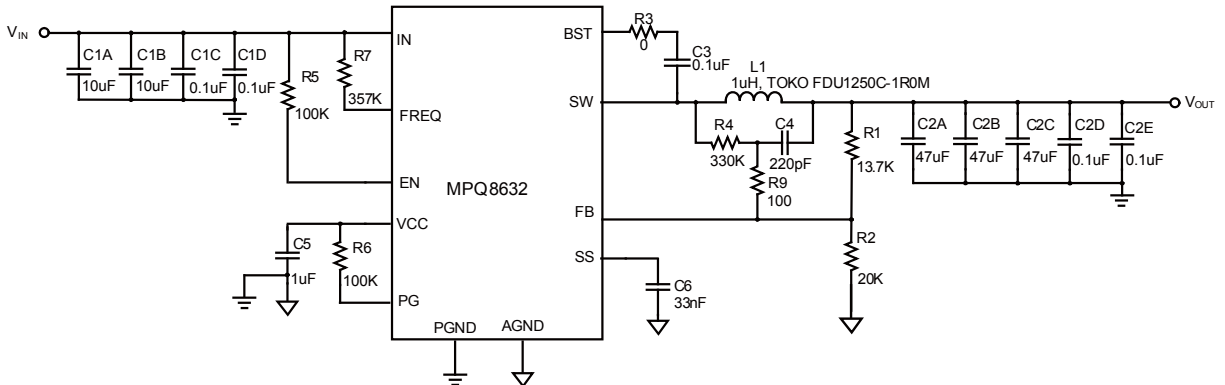 V_IN
C1A
10uF
C1B
10uF
C1C
0.1uF
C1D
0.1uF
R5
100K
R7
357K
IN
FREQ
EN
VCC
PG
PGND
AGND
MPQ8632
BST
SW
FB
SS
C5
1uF
R6
100K
R3
0
C3
0.1uF
L1
1uH, TOKO FDU1250C-1R0M
R4
330K
C4
220pF
R9
100
R1
13.7K
R2
20K
C6
33nF
C2A
47uF
C2B
47uF
C2C
47uF
C2D
0.1uF
C2E
0.1uF
V_OUT